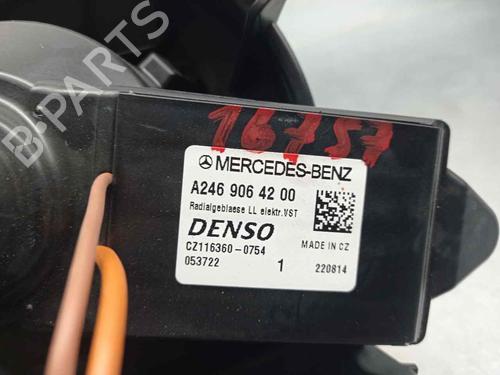 B-PARTS
16757
MERCEDES-BENZ
A246 906 42 00
Radialgeblaese LL elektr.VST
DENSO
MADE IN CZ
CZ116360-0754
053722 1 220814